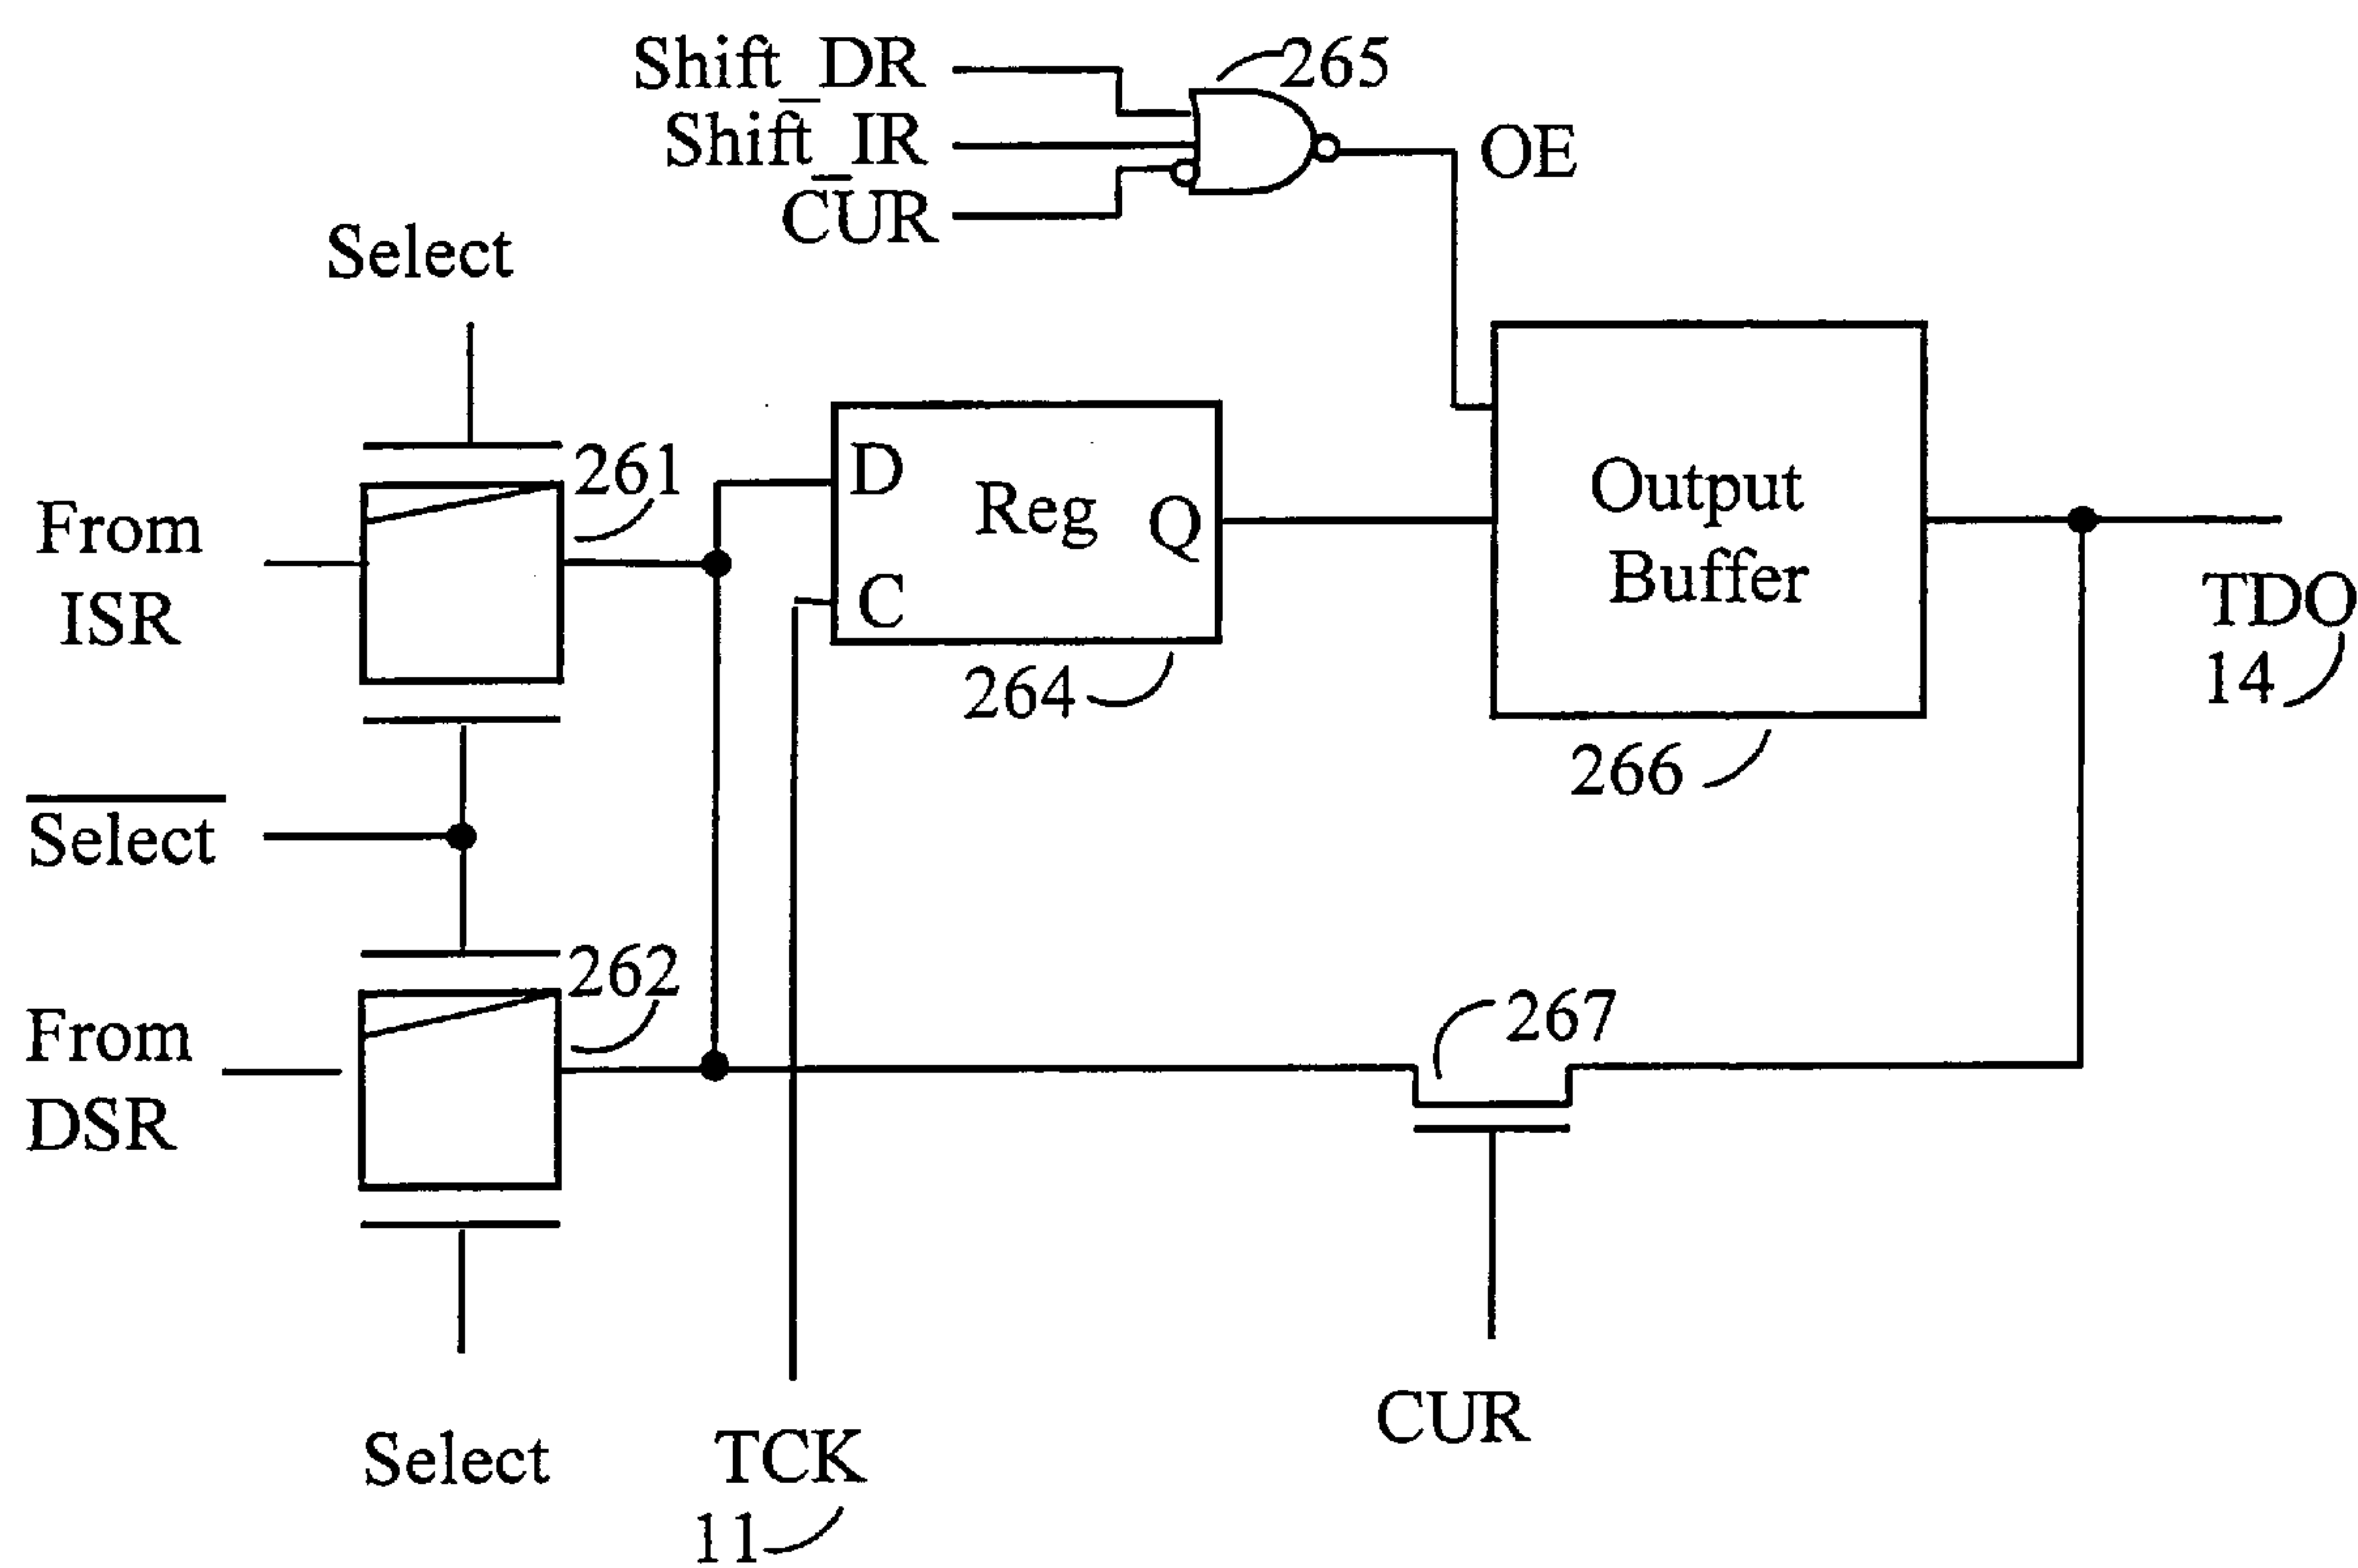 Shift_DR
265
Shift_IR
CUR
OE
Select
261
From
ISR
D
Reg
Q
C
264
Output
Buffer
266
TDO
14
Select
262
From
DSR
267
Select
TCK
11
CUR